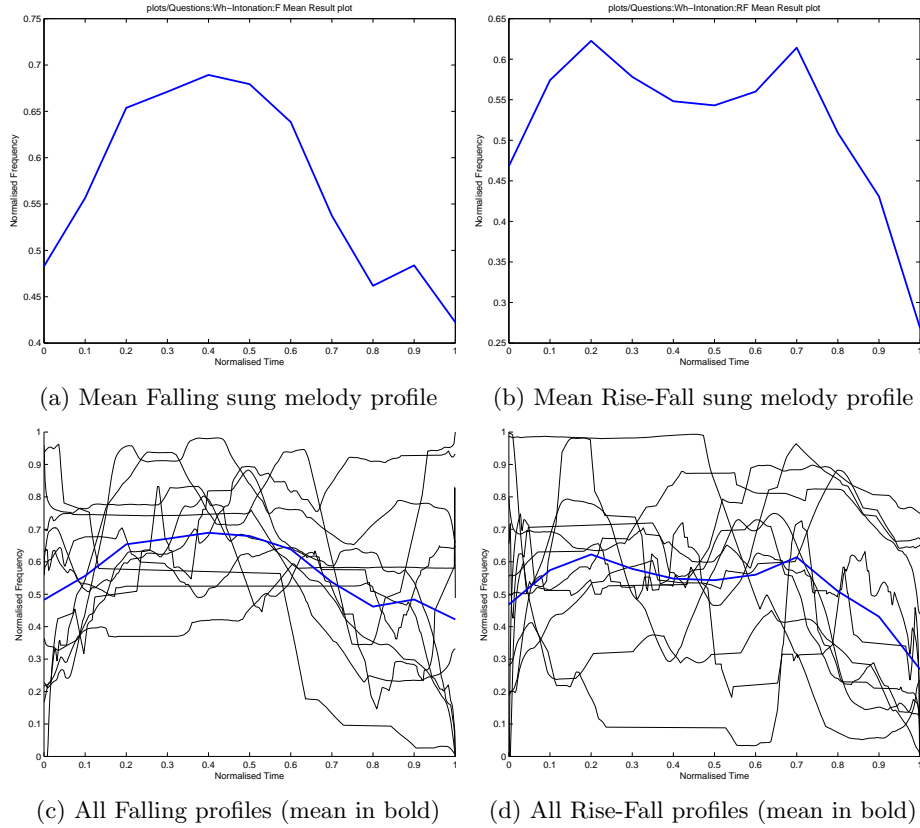 plots/Questions:Wh−Intonation:F Mean Result plot
0.75
0.7
0.65
0.6
0.55
0.5
0.45
0.4
Normalised Frequency
0 0.1 0.2 0.3 0.4 0.5 0.6 0.7 0.8 0.9 1
Normalised Time
(a) Mean Falling sung melody profile
plots/Questions:Wh−Intonation:RF Mean Result plot
0.65
0.6
0.55
0.5
0.45
0.4
0.35
0.3
0.25
Normalised Frequency
0 0.1 0.2 0.3 0.4 0.5 0.6 0.7 0.8 0.9 1
Normalised Time
(b) Mean Rise-Fall sung melody profile
1
0.9
0.8
0.7
0.6
0.5
0.4
0.3
0.2
0.1
0
Normalised Frequency
0 0.1 0.2 0.3 0.4 0.5 0.6 0.7 0.8 0.9 1
Normalised Time
(c) All Falling profiles (mean in bold)
1
0.9
0.8
0.7
0.6
0.5
0.4
0.3
0.2
0.1
0
Normalised Frequency
0 0.1 0.2 0.3 0.4 0.5 0.6 0.7 0.8 0.9 1
Normalised Time
(d) All Rise-Fall profiles (mean in bold)